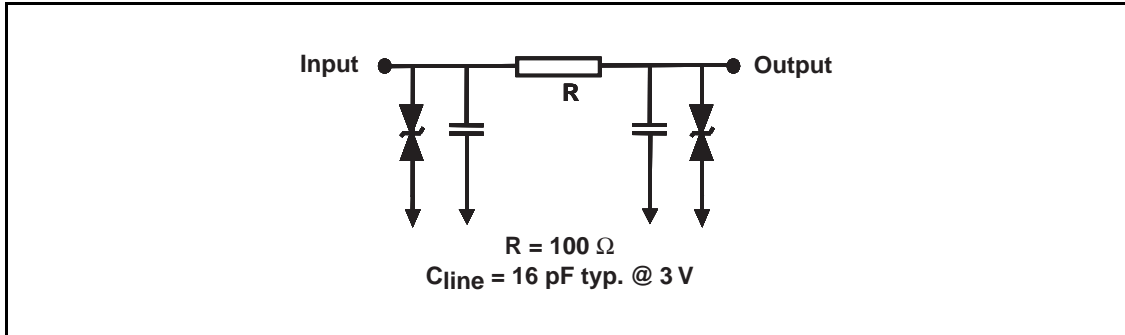 Input
Output
R
R = 100 Ω
Cline = 16 pF typ. @ 3 V